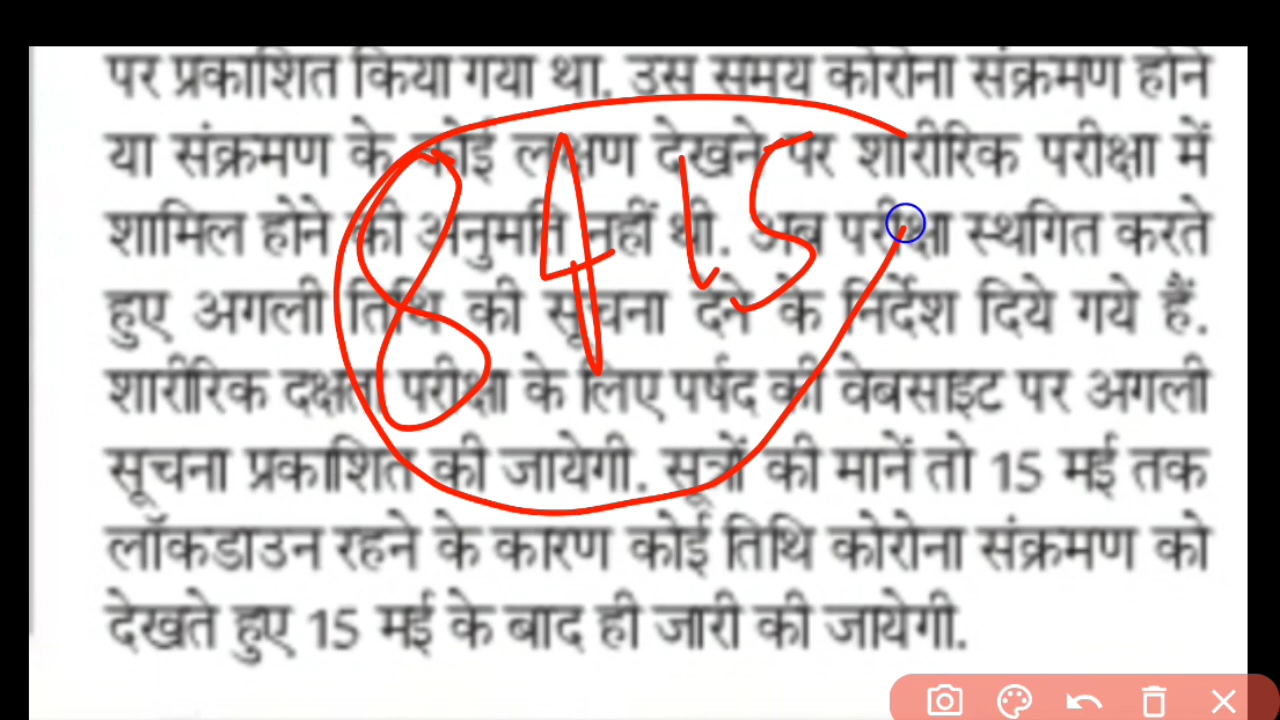 पर प्रकाशित किया गया था. उस समय कोरोना संक्रमण होने
या संक्रमण के कोई लक्षण देखने पर शारीरिक परीक्षा में
शामिल होने की अनुमति नहीं थी. अब परीक्षा स्थगित करते
हुए अगली तिथि की सूचना देने के निर्देश दिये गये हैं.
शारीरिक दक्षता परीक्षा के लिए पर्षद की वेबसाइट पर अगली
सूचना प्रकाशित की जायेगी. सूत्रों की मानें तो 15 मई तक
लॉकडाउन रहने के कारण कोई तिथि कोरोना संक्रमण को
देखते हुए 15 मई के बाद ही जारी की जायेगी.
8415